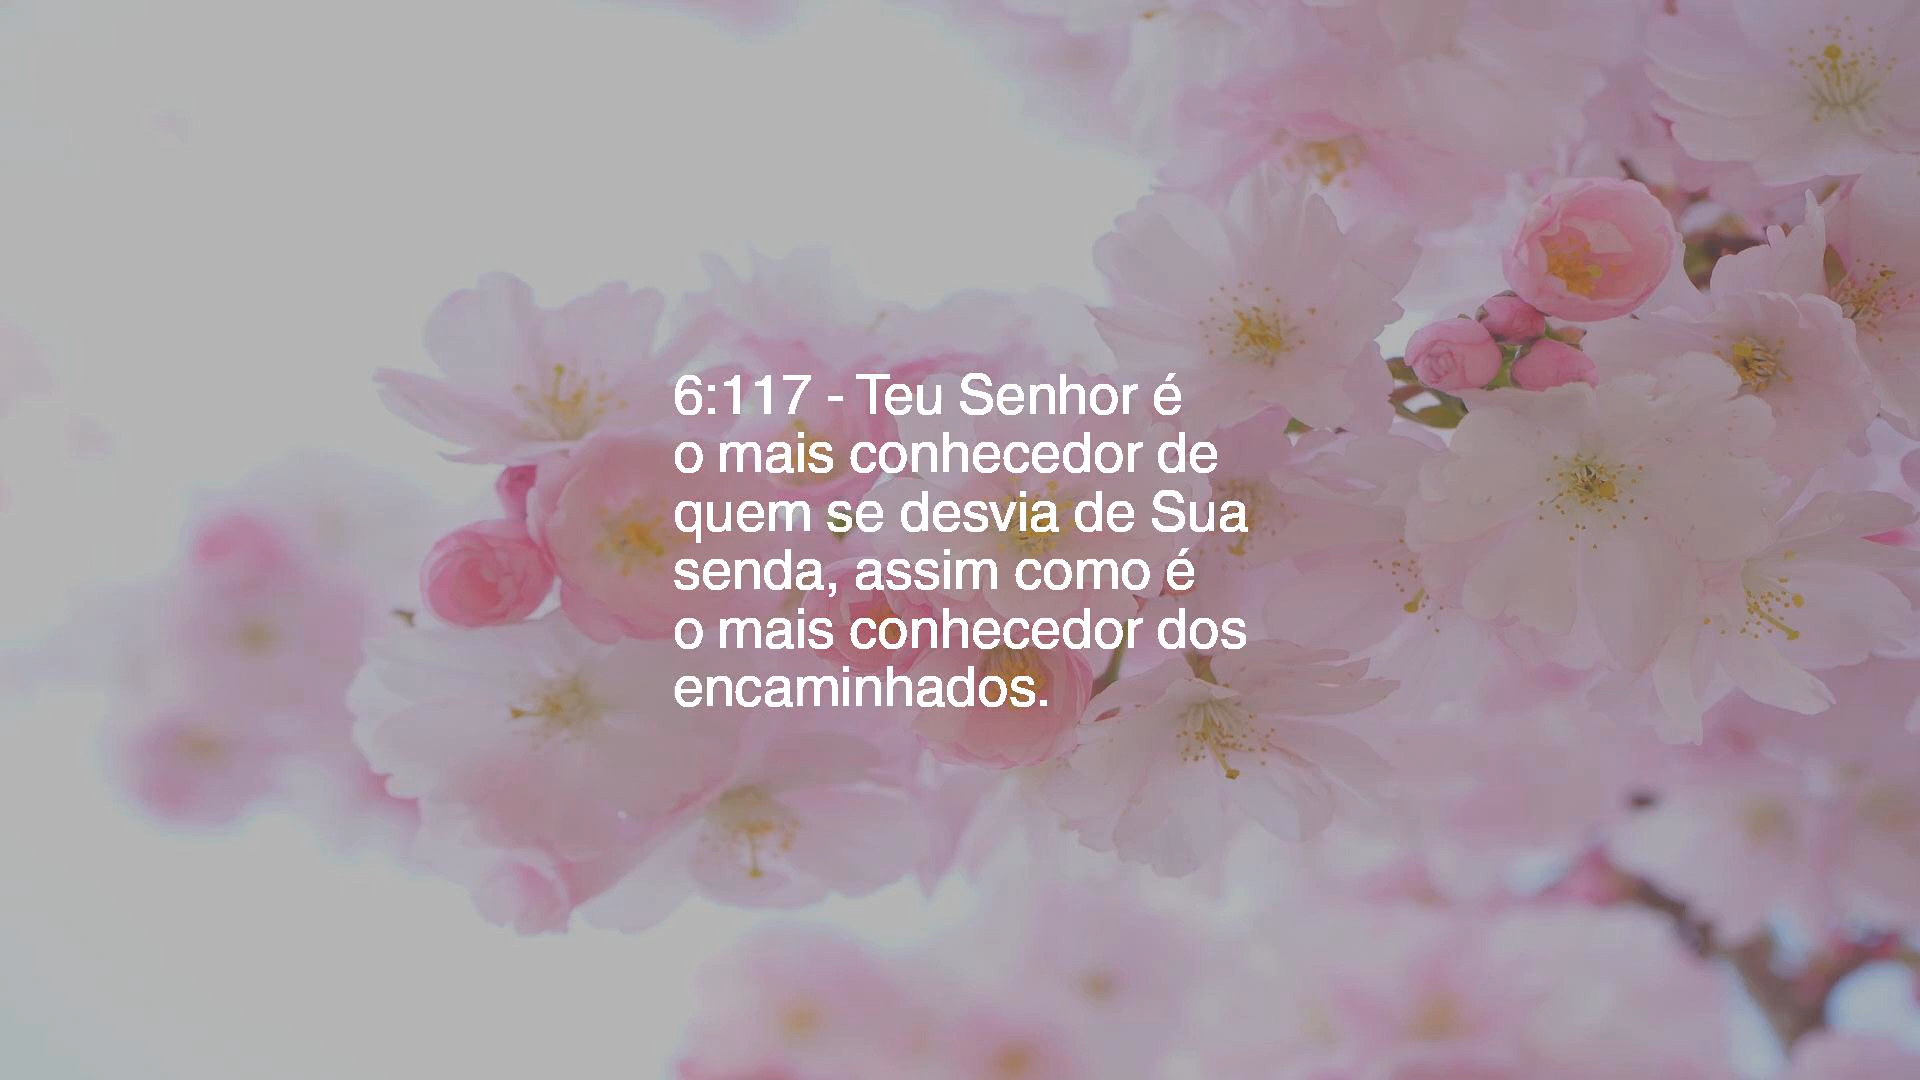 6:117 - Teu Senhor é
o mais conhecedor de
quem se desvia de Sua
senda, assim como é
o mais conhecedor dos
encaminhados.